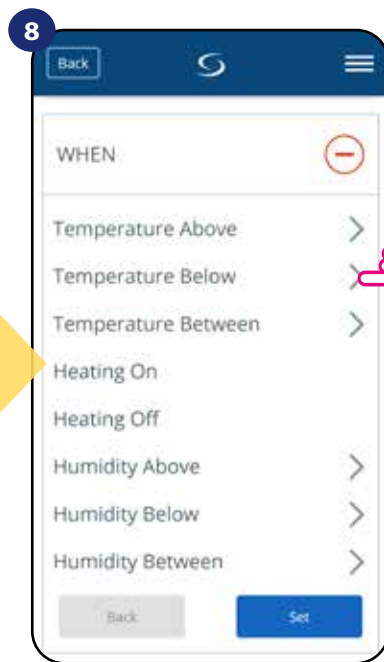 8
Back
WHEN
Temperature Above
Temperature Below
Temperature Between
Heating On
Heating Off
Humidity Above
Humidity Below
Humidity Between
Back Set